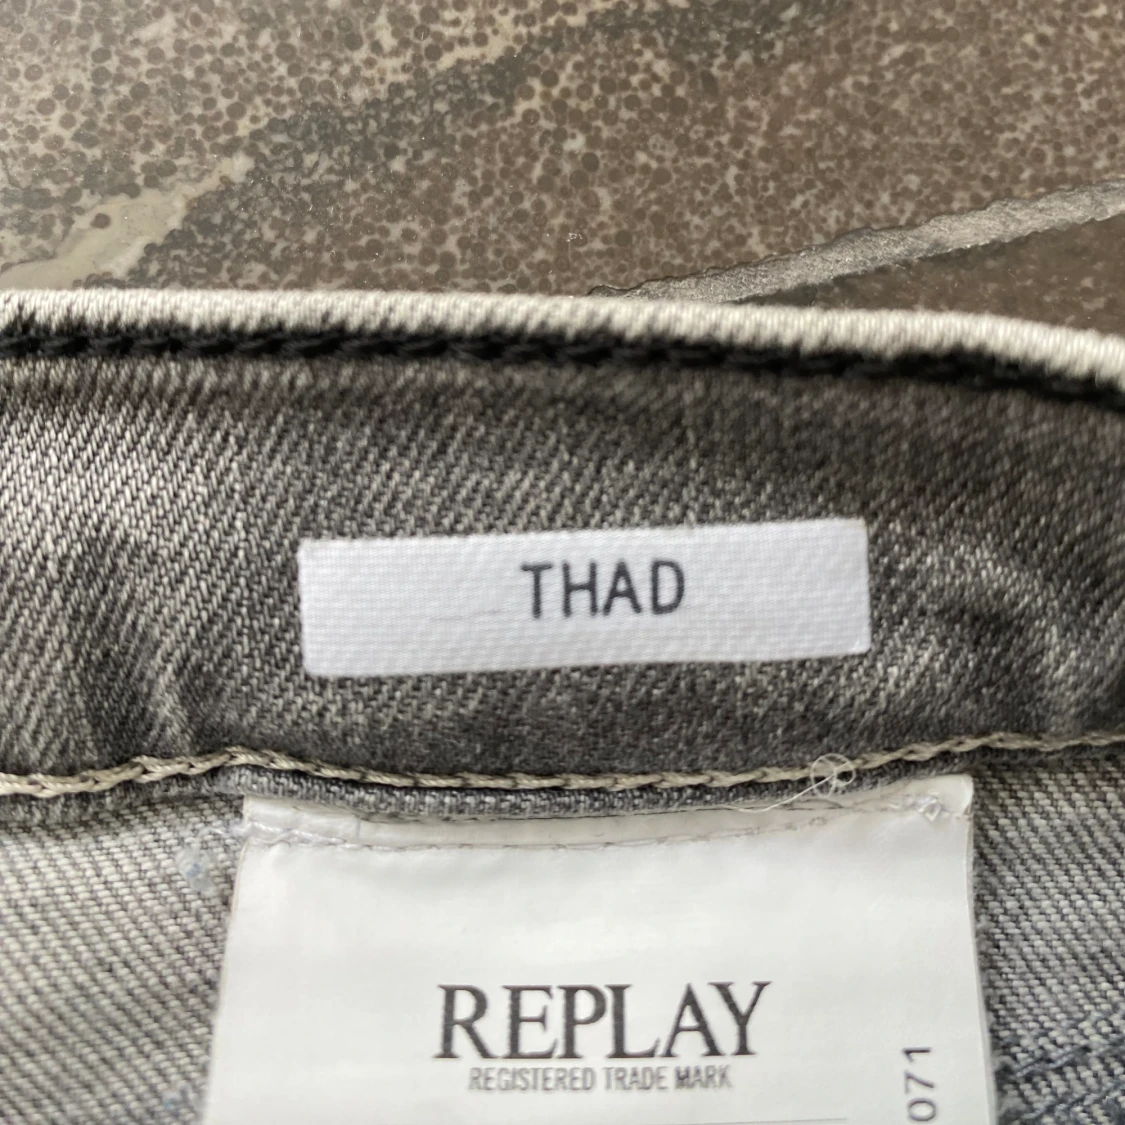 THAD
REPLAY
REGISTERED TRADE MARK
071